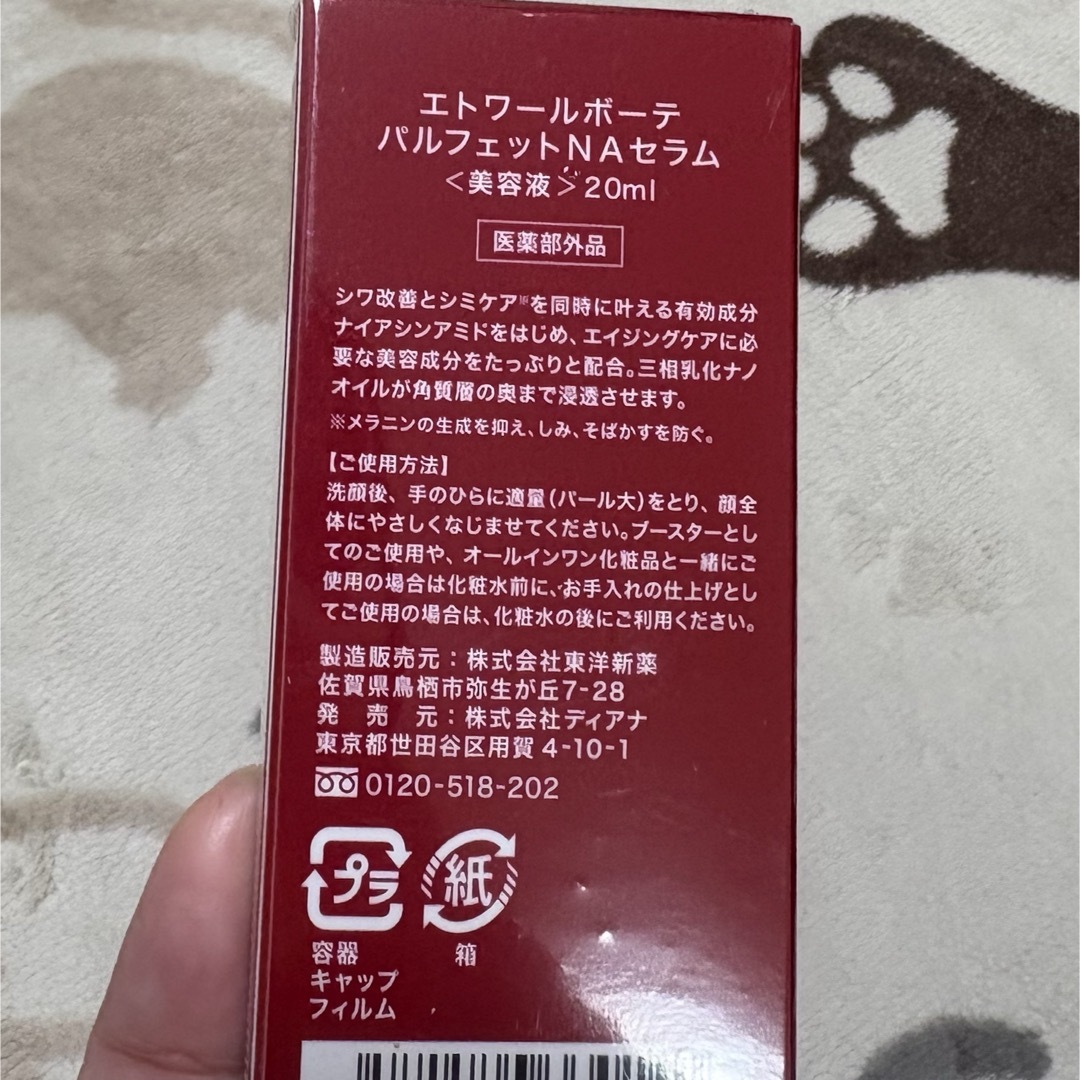 エトワールボーテ
パルフェットNAセラム
＜美容液＞20ml
医薬部外品
シワ改善とシミケア※を同時に叶える有効成分
ナイアシンアミドをはじめ、エイジングケアに必
要な美容成分をたっぷりと配合。三相乳化ナノ
オイルが角質層の奥まで浸透させます。
※メラニンの生成を抑え、しみ、そばかすを防ぐ。
【ご使用方法】
洗顔後、手のひらに適量（パール大）をとり、顔全
体にやさしくなじませてください。ブースターとし
てのご使用や、オールインワン化粧品と一緒にご
使用の場合は化粧水前に、お手入れの仕上げとし
てご使用の場合は、化粧水の後にご利用ください。
製造販売元：株式会社東洋新薬
佐賀県鳥栖市弥生が丘7-28
発　売　元：株式会社ディアナ
東京都世田谷区用賀4-10-1
0120-518-202
プラ 紙
容器 箱
キャップ
フィルム